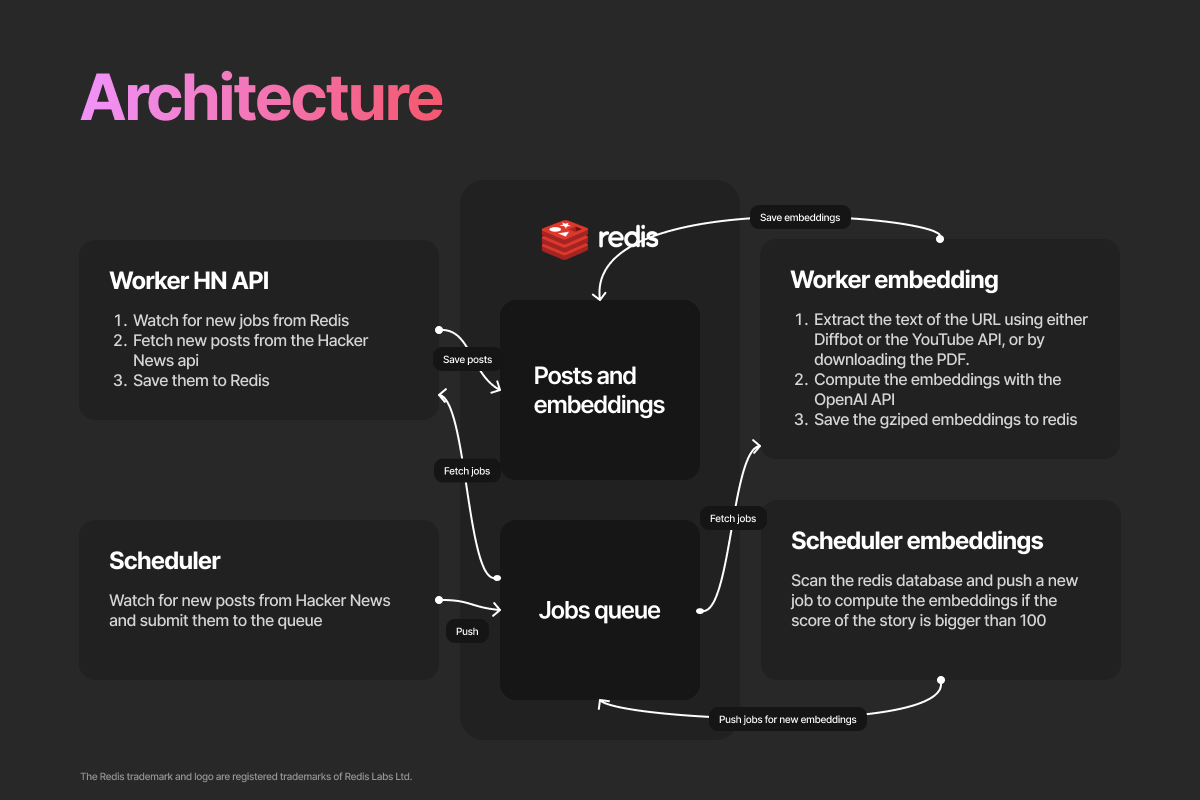 Architecture
redis
Save embeddings
Worker HN API
1. Watch for new jobs from Redis
2. Fetch new posts from the Hacker
News api
3. Save them to Redis
Save posts
Posts and
embeddings
Worker embedding
1. Extract the text of the URL using either
Diffbot or the YouTube API, or by
downloading the PDF.
2. Compute the embeddings with the
OpenAI API
3. Save the gziped embeddings to redis
Fetch jobs
Fetch jobs
Scheduler
Watch for new posts from Hacker News
and submit them to the queue
Push
Jobs queue
Scheduler embeddings
Scan the redis database and push a new
job to compute the embeddings if the
score of the story is bigger than 100
Push jobs for new embeddings
The Redis trademark and logo are registered trademarks of Redis Labs Ltd.